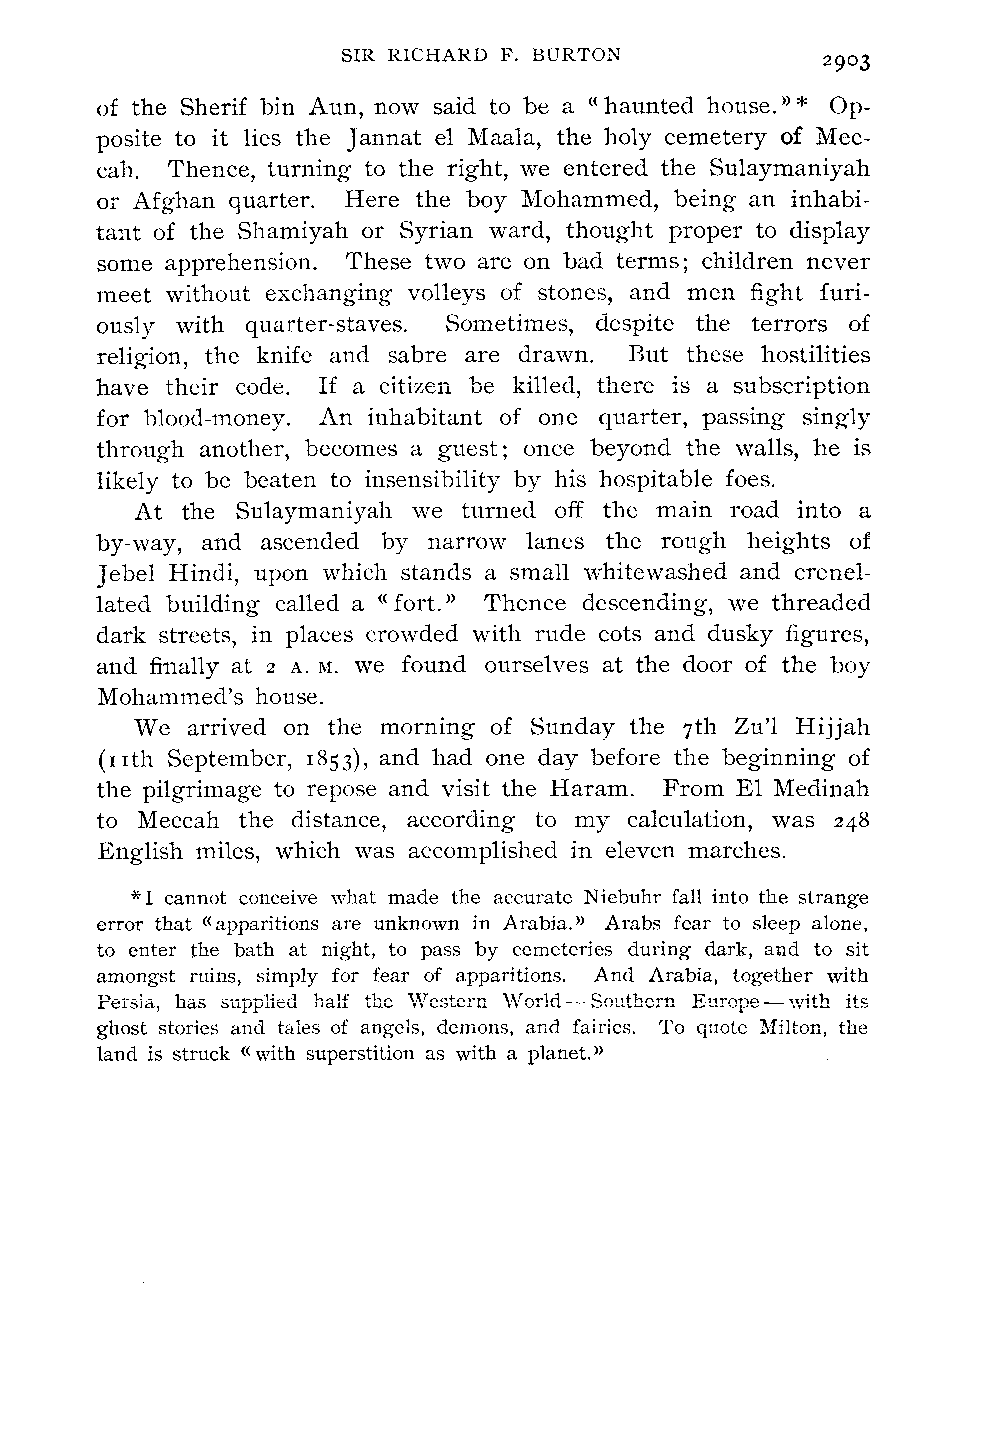 SIR RICHARD F. BURTON 2903
of the Sherif bin Aun, now said to be a "haunted house."* Op-
posite to it lies the Jannat el Maala, the holy cemetery of Mec-
cah. Thence, turning to the right, we entered the Sulaymaniyah
or Afghan quarter. Here the boy Mohammed, being an inhabi-
tant of the Shamiyah or Syrian ward, thought proper to display
some apprehension. These two are on bad terms; children never
meet without exchanging volleys of stones, and men fight furi-
ously with quarter-staves. Sometimes, despite the terrors of
religion, the knife and sabre are drawn. But these hostilities
have their code. If a citizen be killed, there is a subscription
for blood-money. An inhabitant of one quarter, passing singly
through another, becomes a guest; once beyond the walls, he is
likely to be beaten to insensibility by his hospitable foes.
At the Sulaymaniyah we turned off the main road into a
by-way, and ascended by narrow lanes the rough heights of
Jebel Hindi, upon which stands a small whitewashed and crenel-
lated building called a "fort." Thence descending, we threaded
dark streets, in places crowded with rude cots and dusky figures,
and finally at 2 A. M. we found ourselves at the door of the boy
Mohammed's house.
We arrived on the morning of Sunday the 7th Zu'l Hijjah
(11th September, 1853), and had one day before the beginning of
the pilgrimage to repose and visit the Haram. From El Medinah
to Meccah the distance, according to my calculation, was 248
English miles, which was accomplished in eleven marches.
*I cannot conceive what made the accurate Niebuhr fall into the strange
error that "apparitions are unknown in Arabia." Arabs fear to sleep alone,
to enter the bath at night, to pass by cemeteries during dark, and to sit
amongst ruins, simply for fear of apparitions. And Arabia, together with
Persia, has supplied half the Western World—Southern Europe—with its
ghost stories and tales of angels, demons, and fairies. To quote Milton, the
land is struck "with superstition as with a planet."